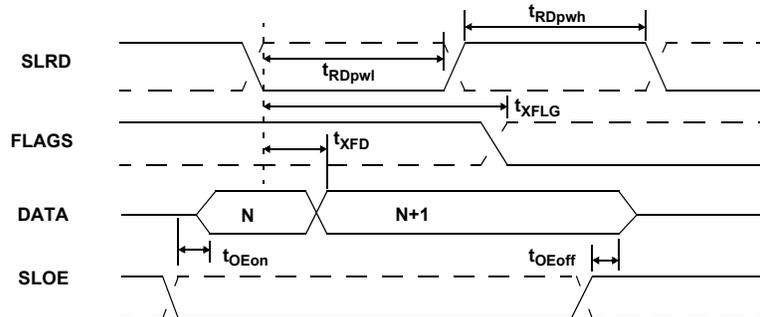 tRDpwh
SLRD
tRDpwl
tXFLG
FLAGS
tXFD
DATA
N
N+1
tOEon
tOEoff
SLOE